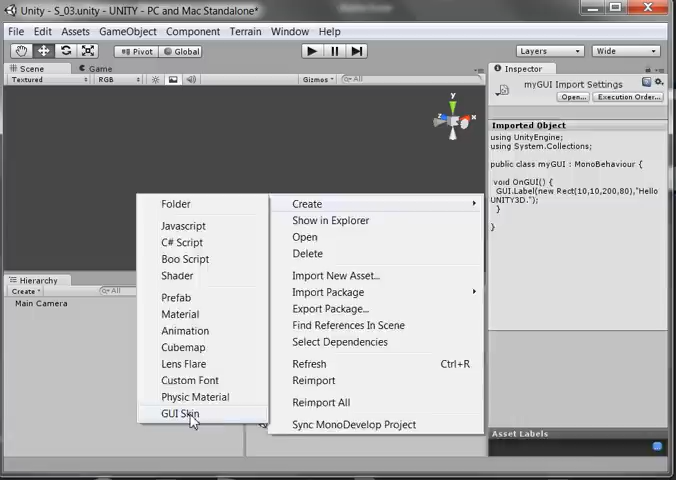 Unity - S_03.unity - UNITY - PC and Mac Standalone*
File Edit Assets GameObject Component Terrain Window Help
Pivot Global Layers Wide
Scene Game
Textured RGB Gizmos All
y
x
Inspector
myGUI Import Settings
Open... Execution Order...
Imported Object
using UnityEngine;
using System.Collections;
public class myGUI : MonoBehaviour {
void OnGUI() {
GUI.Label(new Rect(10,10,200,80),"Hello
UNITY3D.");
}
}
Hierarchy
Create All
Main Camera
Folder
Javascript
C# Script
Boo Script
Shader
Prefab
Material
Animation
Cubemap
Lens Flare
Custom Font
Physic Material
GUI Skin
Create
Show in Explorer
Open
Delete
Import New Asset...
Import Package
Export Package...
Find References In Scene
Select Dependencies
Refresh Ctrl+R
Reimport
Reimport All
Sync MonoDevelop Project
Asset Labels